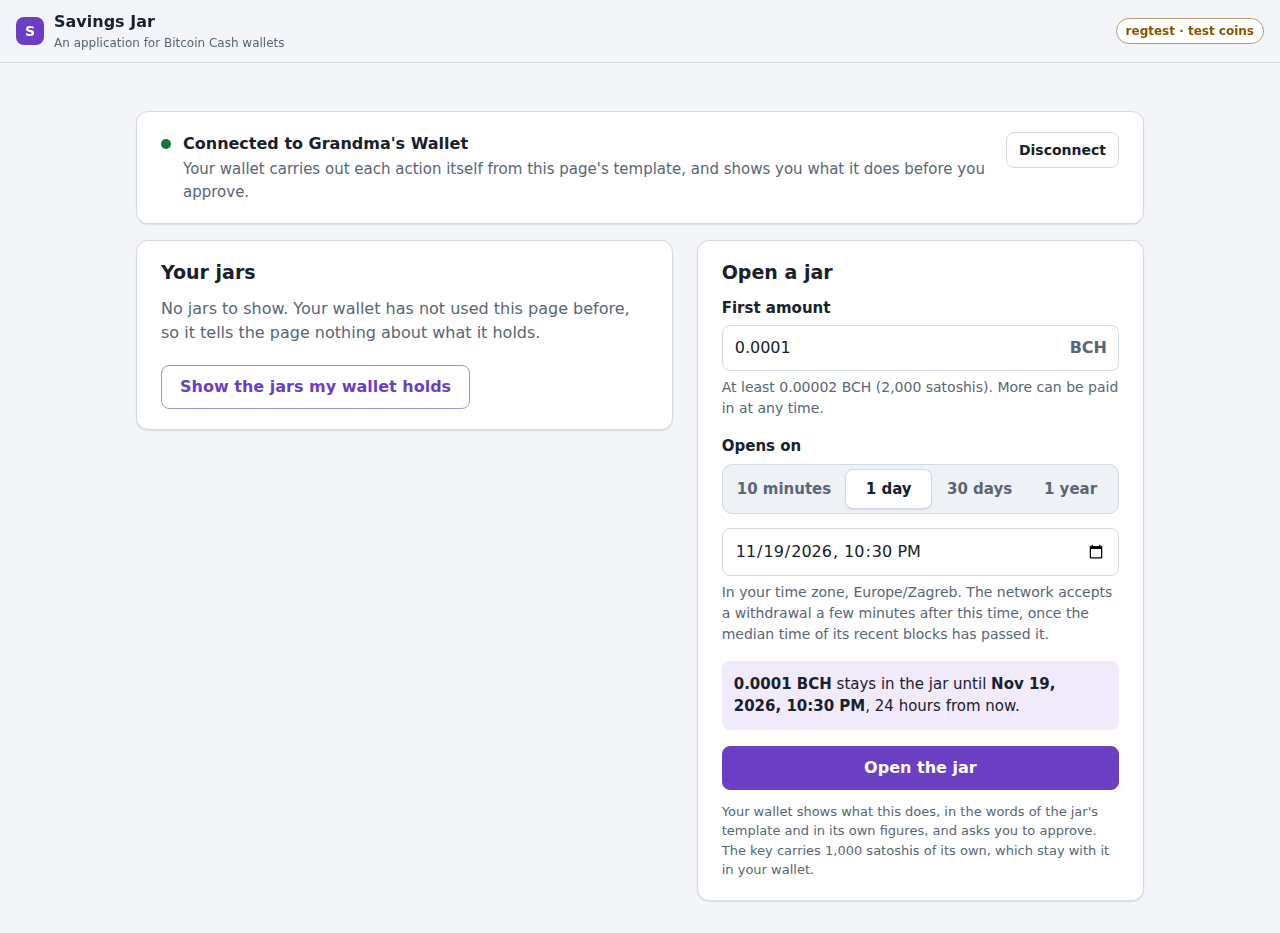 S
Savings Jar
An application for Bitcoin Cash wallets
regtest · test coins
Connected to Grandma's Wallet
Your wallet carries out each action itself from this page's template, and shows you what it does before you
approve.
Disconnect
Your jars
No jars to show. Your wallet has not used this page before,
so it tells the page nothing about what it holds.
Show the jars my wallet holds
Open a jar
First amount
0.0001 BCH
At least 0.00002 BCH (2,000 satoshis). More can be paid
in at any time.
Opens on
10 minutes 1 day 30 days 1 year
11/19/2026, 10:30 PM
In your time zone, Europe/Zagreb. The network accepts
a withdrawal a few minutes after this time, once the
median time of its recent blocks has passed it.
0.0001 BCH stays in the jar until Nov 19,
2026, 10:30 PM, 24 hours from now.
Open the jar
Your wallet shows what this does, in the words of the jar's
template and in its own figures, and asks you to approve.
The key carries 1,000 satoshis of its own, which stay with it
in your wallet.